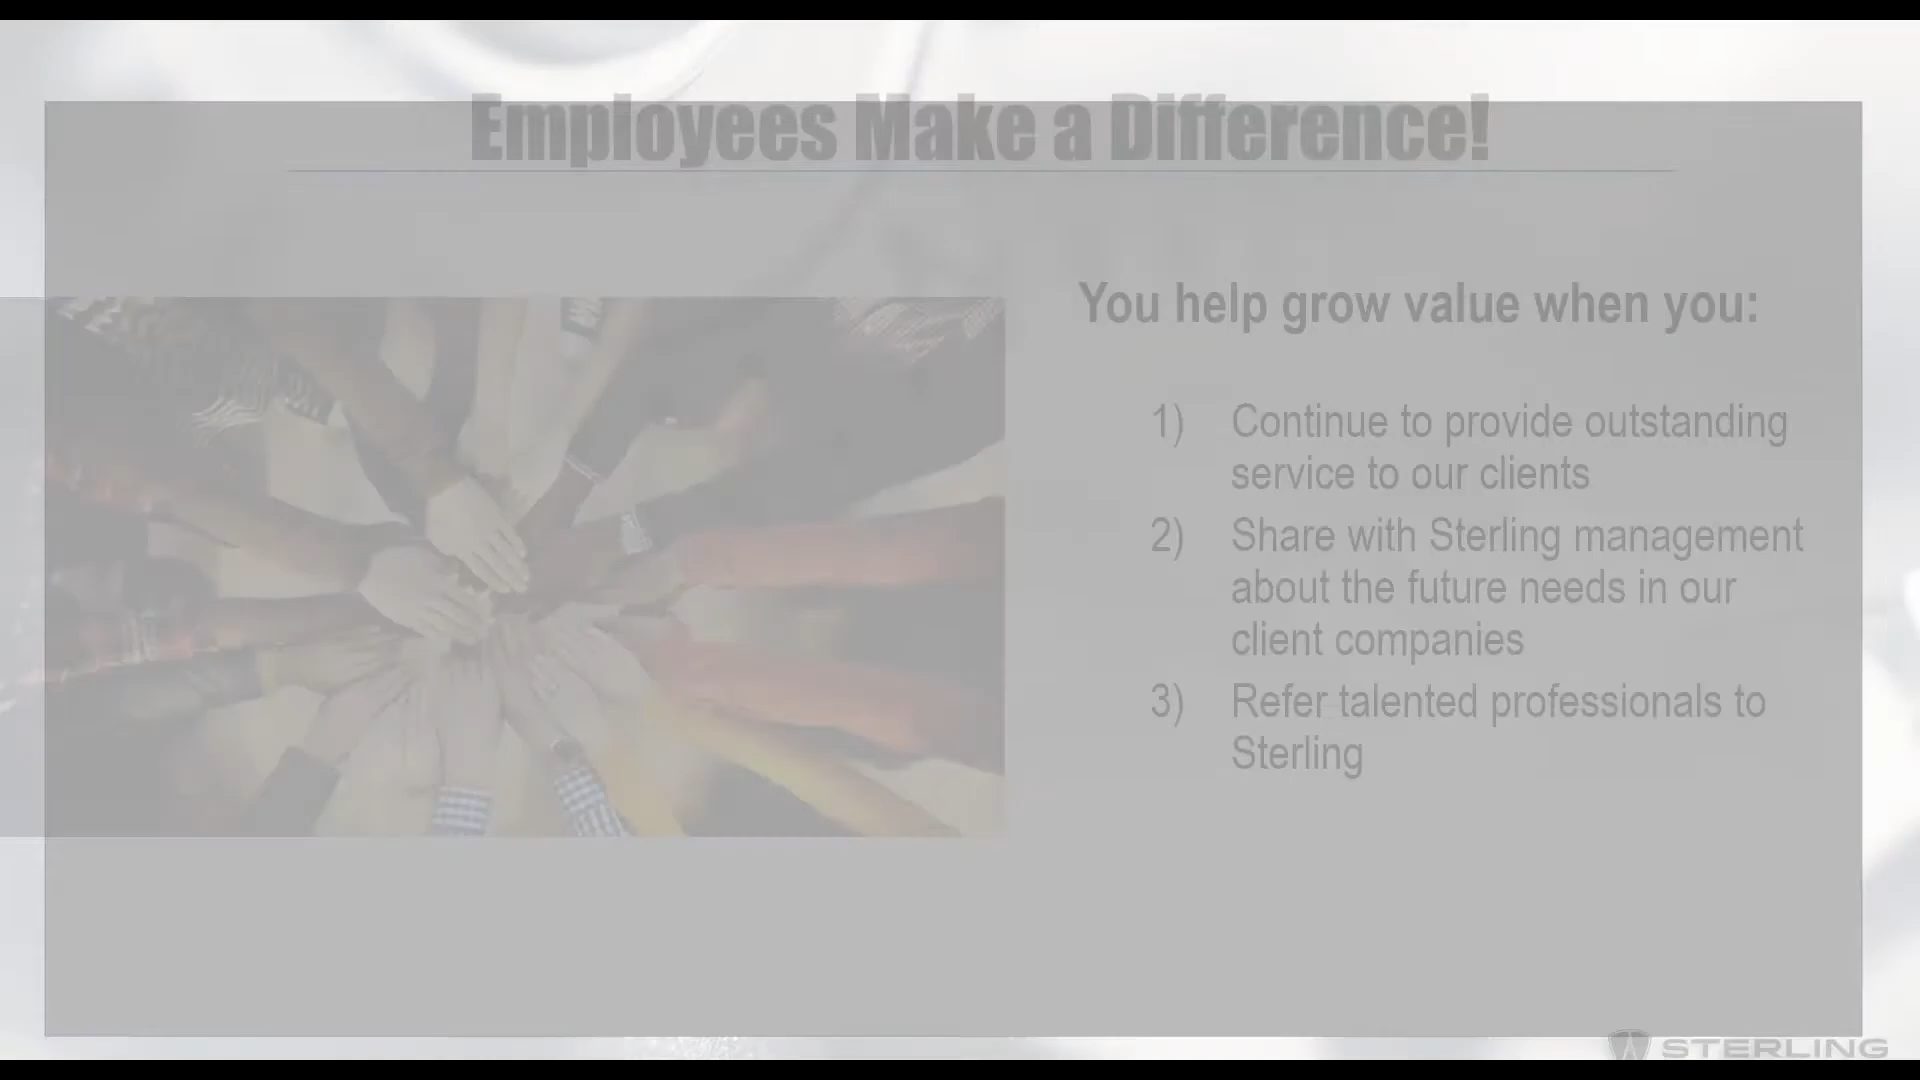 Employees Make a Difference!
You help grow value when you:
1) Continue to provide outstanding
service to our clients
2) Share with Sterling management
about the future needs in our
client companies
3) Refer talented professionals to
Sterling
STERLING